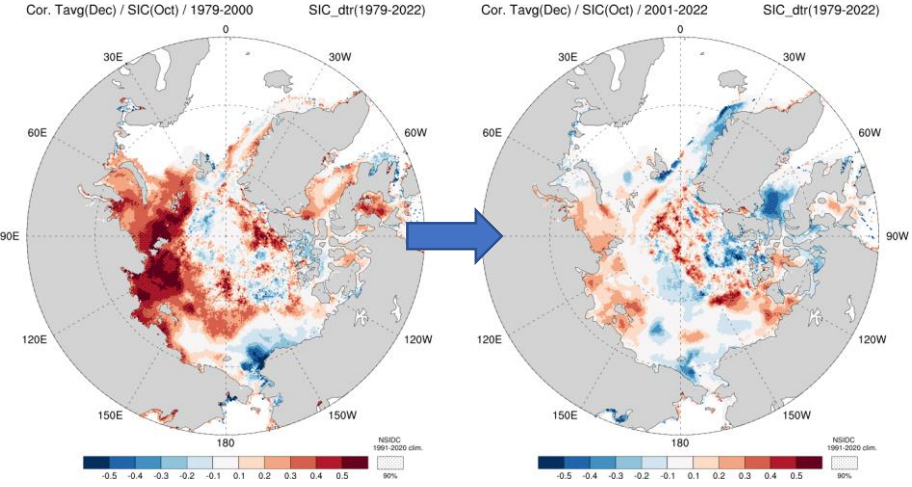 Cor. Tavg(Dec) / SIC(Oct) / 1979-2000 SIC_dtr(1979-2022)
0
30E 30W
60E 60W
90E
120E 120W
150E 150W
180
NSIDC
1991-2020 clim.
-0.5 -0.4 -0.3 -0.2 -0.1 0.1 0.2 0.3 0.4 0.5 90%
Cor. Tavg(Dec) / SIC(Oct) / 2001-2022 SIC_dtr(1979-2022)
0
30E 30W
60E 60W
90W
120E 120W
150E 150W
180
NSIDC
1991-2020 clim.
-0.5 -0.4 -0.3 -0.2 -0.1 0.1 0.2 0.3 0.4 0.5 90%